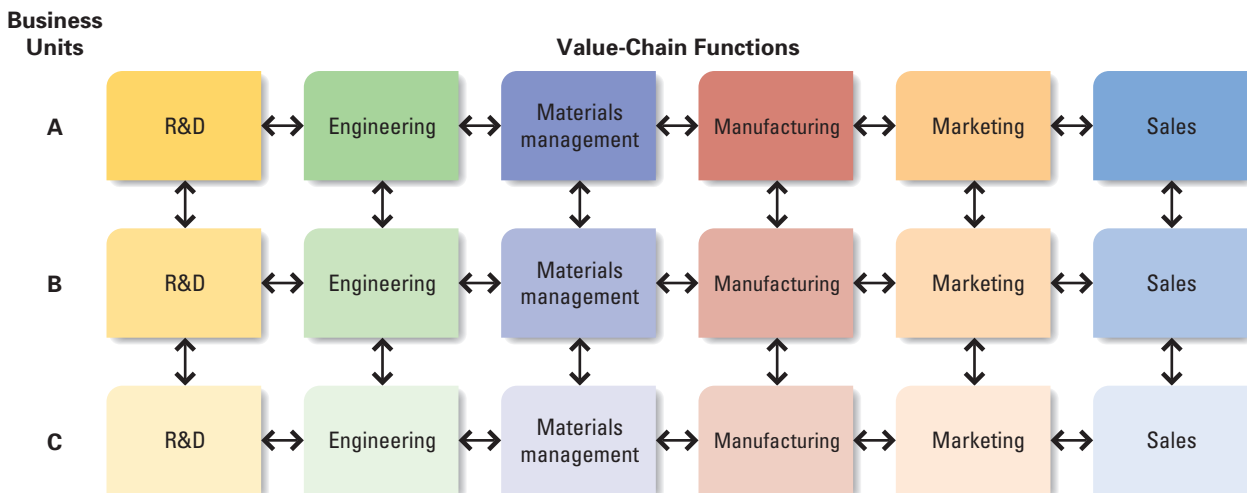 Business
Units
Value-Chain Functions
A
R&D
Engineering
Materials
management
Manufacturing
Marketing
Sales
B
R&D
Engineering
Materials
management
Manufacturing
Marketing
Sales
C
R&D
Engineering
Materials
management
Manufacturing
Marketing
Sales